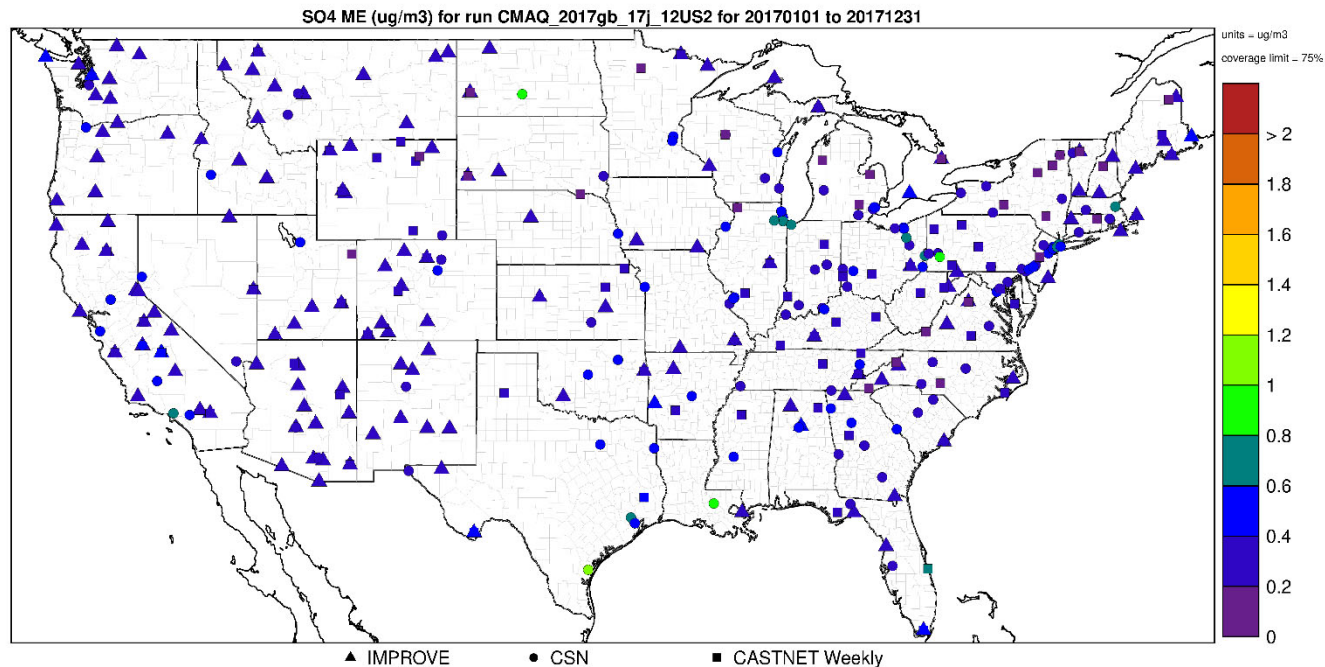 SO4 ME (ug/m3) for run CMAQ_2017gb_17j_12US2 for 20170101 to 20171231
units = ug/m3
coverage limit = 75%
> 2
1.8
1.6
1.4
1.2
1
0.8
0.6
0.4
0.2
0
IMPROVE CSN CASTNET Weekly